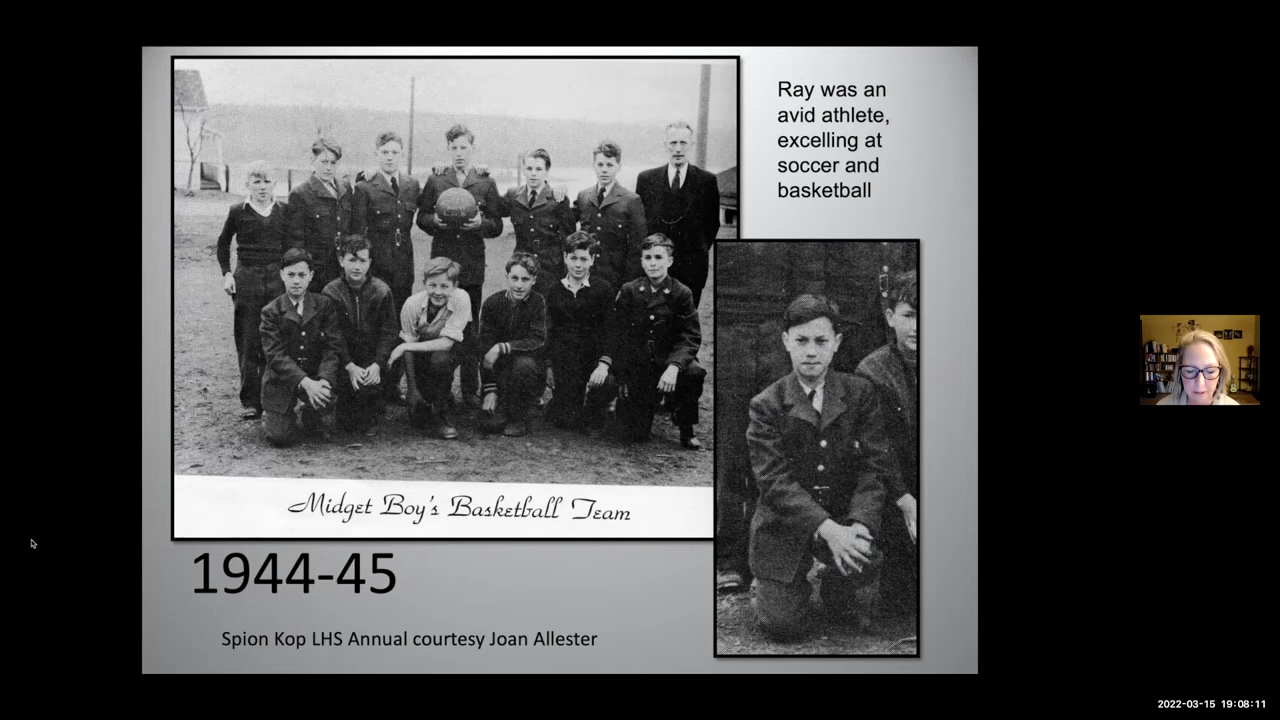 Ray was an
avid athlete,
excelling at
soccer and
basketball
Midget Boy's Basketball Team
1944-45
Spion Kop LHS Annual courtesy Joan Allester
2022-03-15 19:08:11